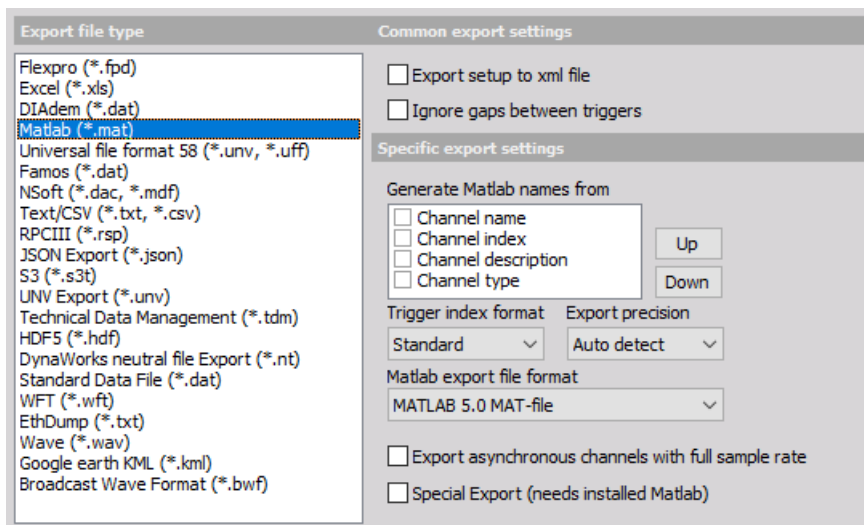 Export file type
Flexpro (*.fpd)
Excel (*.xls)
DIAdem (*.dat)
Matlab (*.mat)
Universal file format 58 (*.unv, *.uff)
Famos (*.dat)
NSoft (*.dac, *.mdf)
Text/CSV (*.txt, *.csv)
RPCIII (*.rsp)
JSON Export (*.json)
S3 (*.s3t)
UNV Export (*.unv)
Technical Data Management (*.tdm)
HDF5 (*.hdf)
DynaWorks neutral file Export (*.nt)
Standard Data File (*.dat)
WFT (*.wft)
EthDump (*.txt)
Wave (*.wav)
Google earth KML (*.kml)
Broadcast Wave Format (*.bwf)
Common export settings
Export setup to xml file
Ignore gaps between triggers
Specific export settings
Generate Matlab names from
Channel name
Channel index
Channel description
Channel type
Up
Down
Trigger index format Export precision
Standard Auto detect
Matlab export file format
MATLAB 5.0 MAT-file
Export asynchronous channels with full sample rate
Special Export (needs installed Matlab)